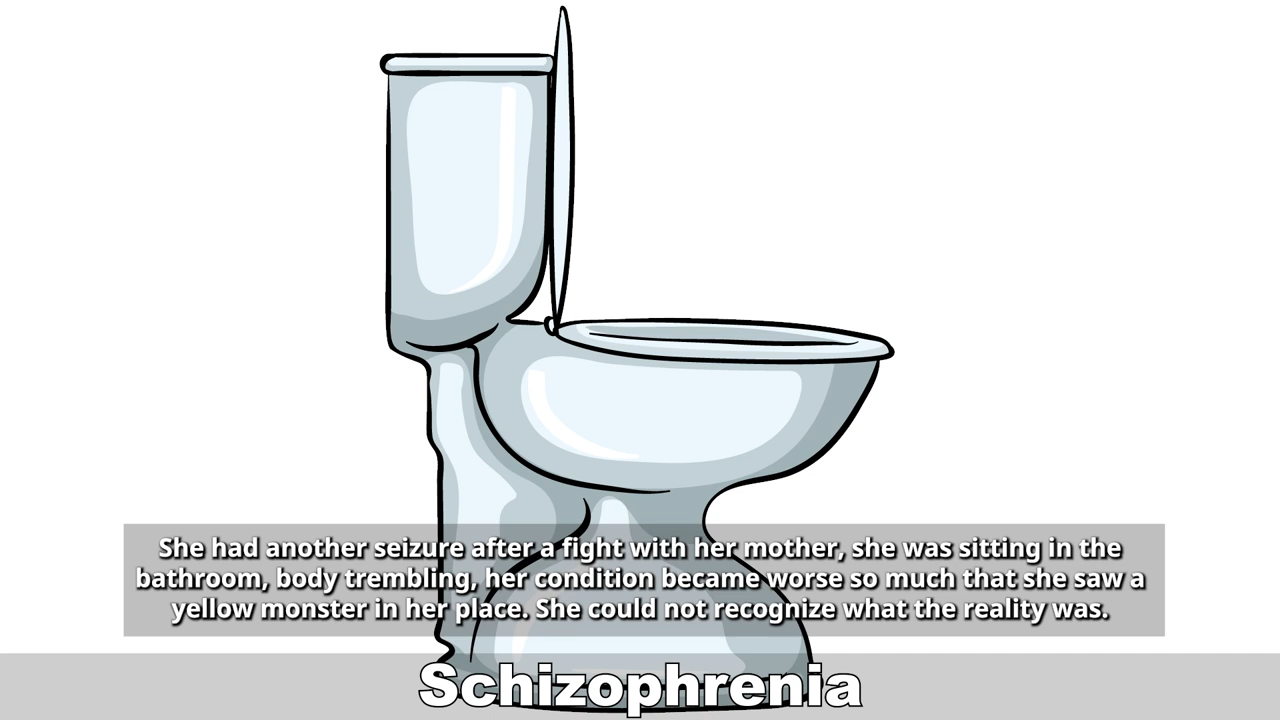 She had another seizure after a fight with her mother, she was sitting in the
bathroom, body trembling, her condition became worse so much that she saw a
yellow monster in her place. She could not recognize what the reality was.
Schizophrenia